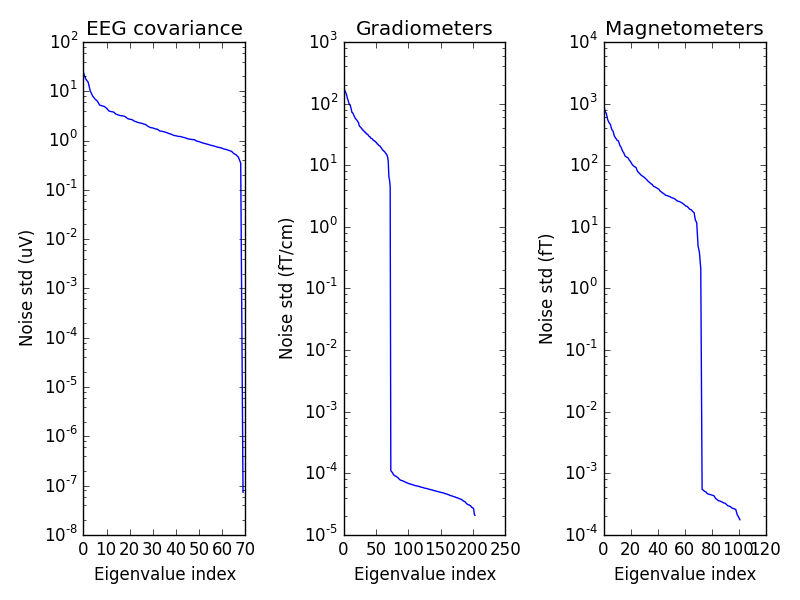 EEG covariance
10^2
10^1
10^0
10^-1
10^-2
10^-3
10^-4
10^-5
10^-6
10^-7
10^-8
Noise std (uV)
0 10 20 30 40 50 60 70
Eigenvalue index
Gradiometers
10^3
10^2
10^1
10^0
10^-1
10^-2
10^-3
10^-4
10^-5
Noise std (fT/cm)
0 50 100 150 200 250
Eigenvalue index
Magnetometers
10^4
10^3
10^2
10^1
10^0
10^-1
10^-2
10^-3
10^-4
Noise std (fT)
0 20 40 60 80 100 120
Eigenvalue index